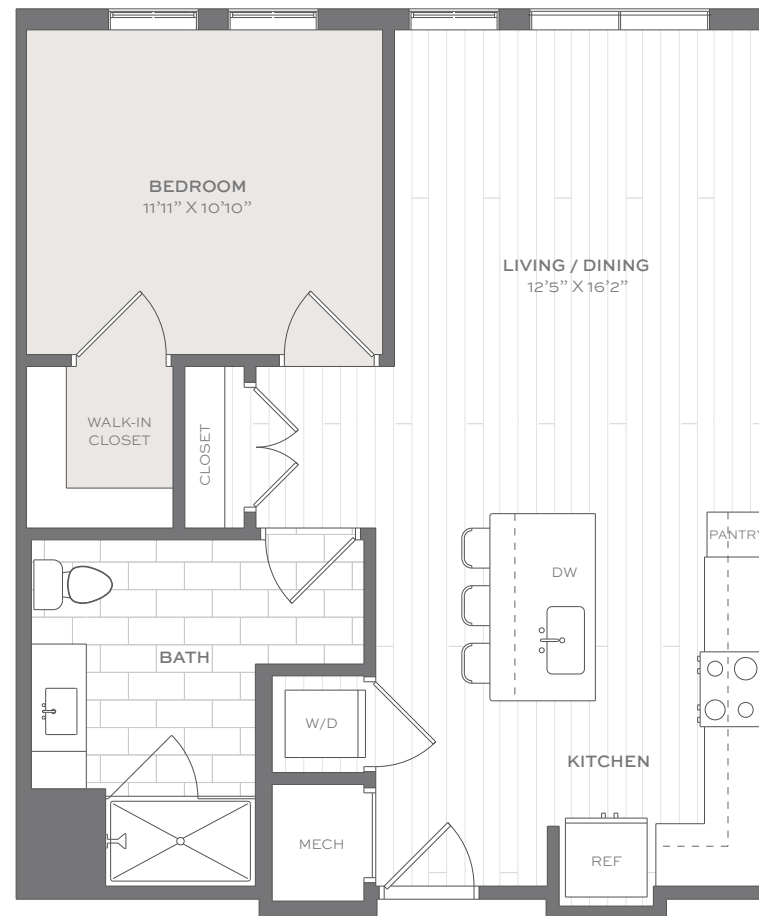 BEDROOM
11'11” X 10'10”
LIVING / DINING
12’5” X 16’2”
WALK-IN
CLOSET
CLOSET
PANTRY
DW
BATH
W/D
KITCHEN
MECH
REF